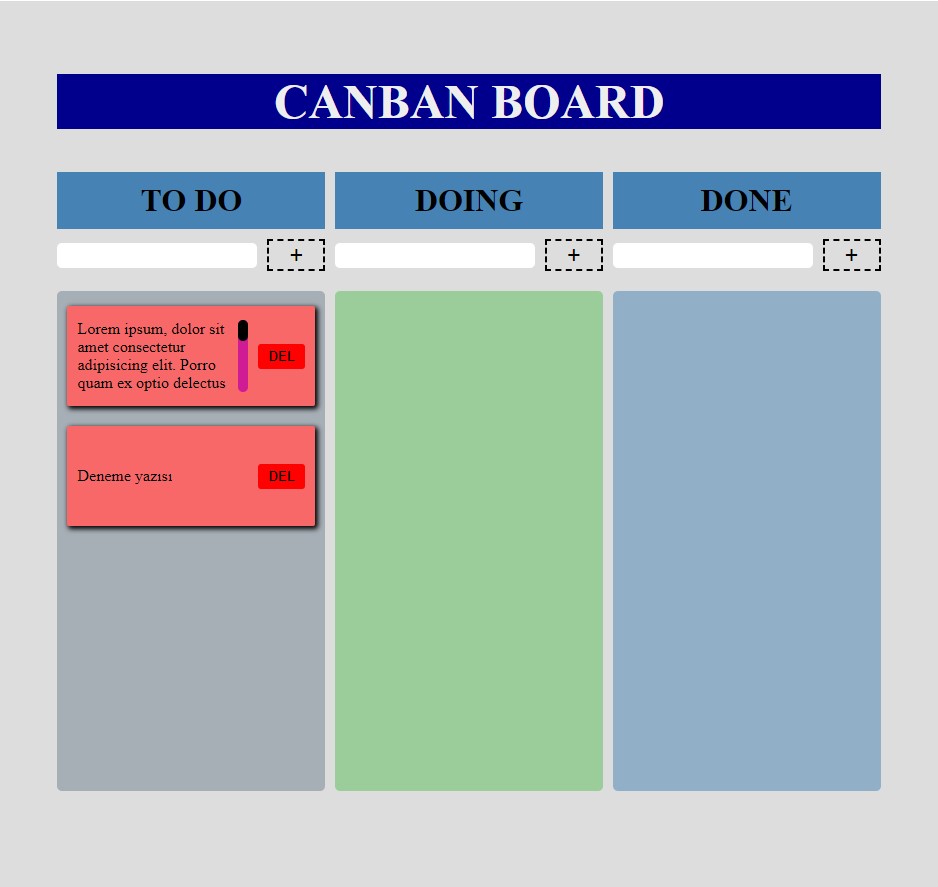 CANBAN BOARD
TO DO
DOING
DONE
+
+
+
Lorem ipsum, dolor sit
amet consectetur
adipisicing elit. Porro
quam ex optio delectus
DEL
Deneme yazısı
DEL